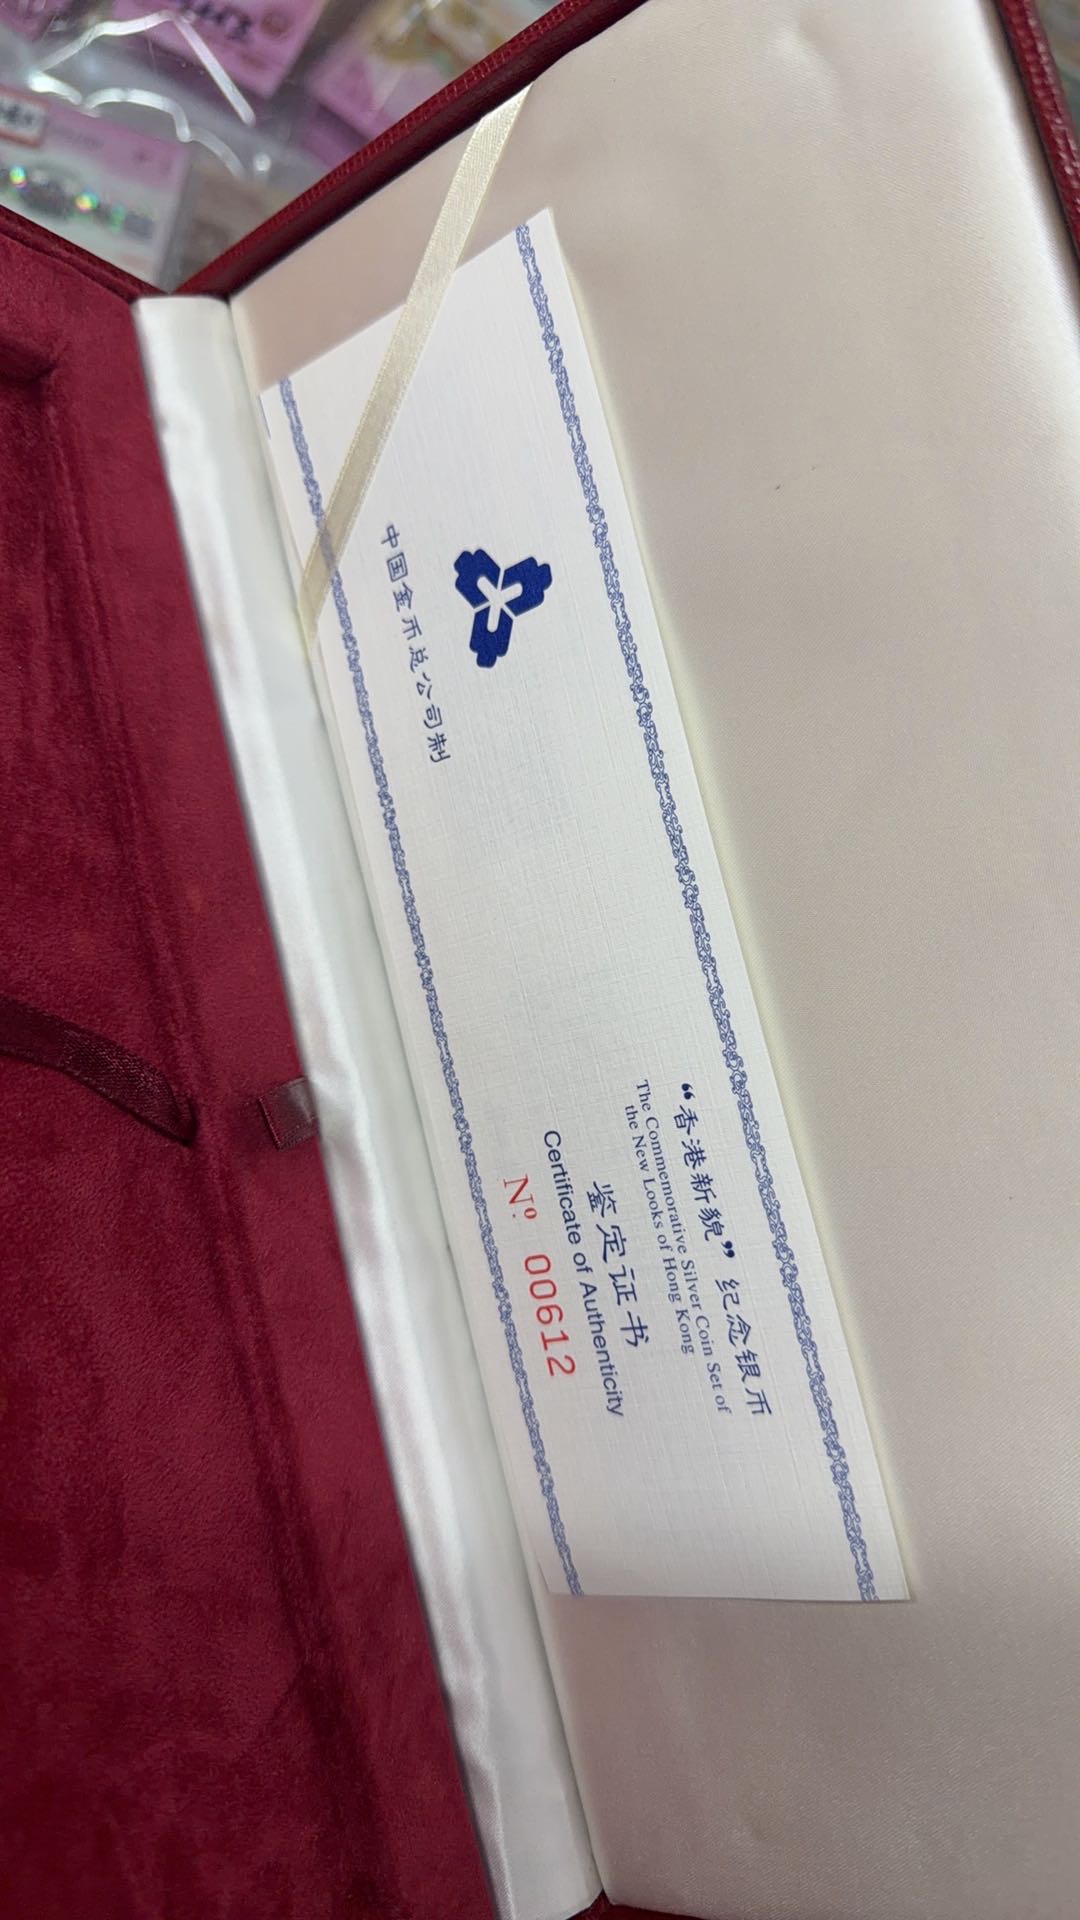 “香港新貌”纪念银币
The Commemorative Silver Coin Set of
the New Looks of Hong Kong
鉴定证书
Certificate of Authenticity
Nº. 00612
中国金币总公司制